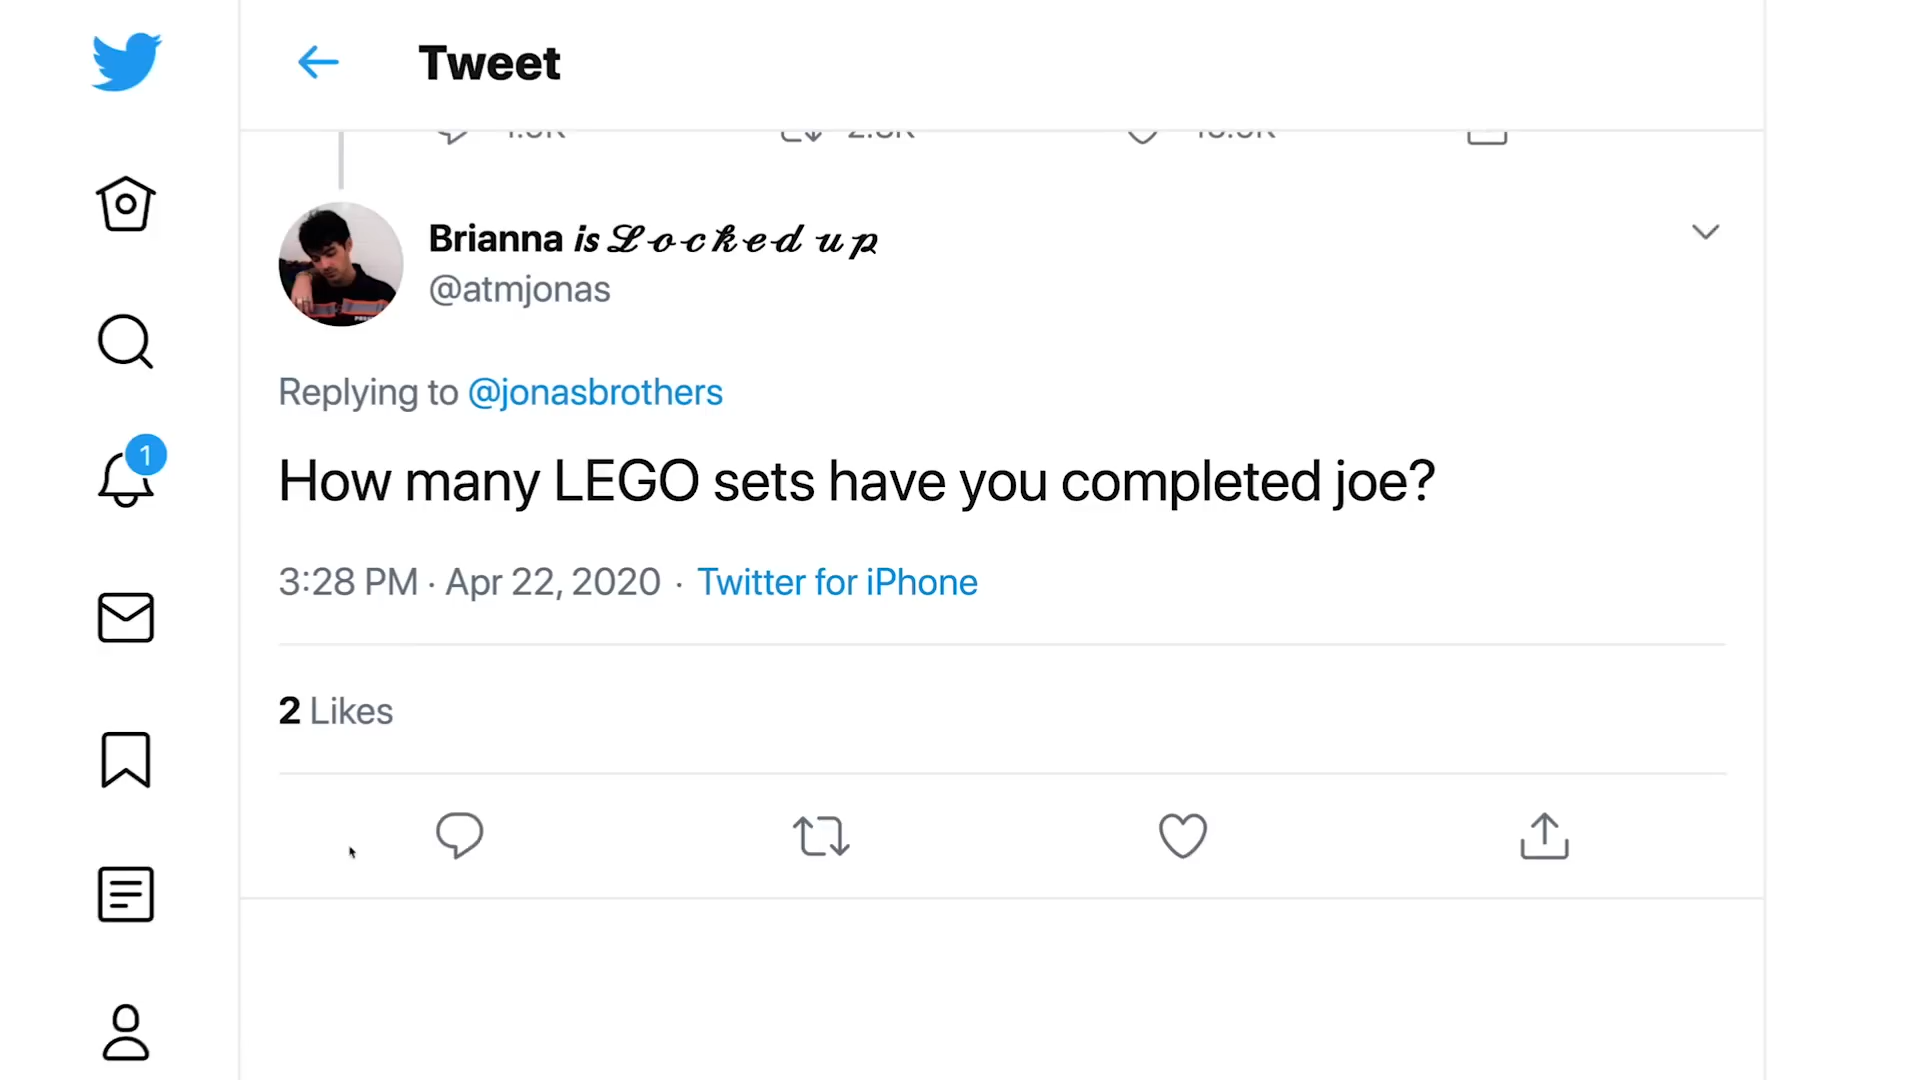 Tweet
Brianna is Locked up
@atmjonas
Replying to @jonasbrothers
1
How many LEGO sets have you completed joe?
3:28 PM · Apr 22, 2020 · Twitter for iPhone
2 Likes